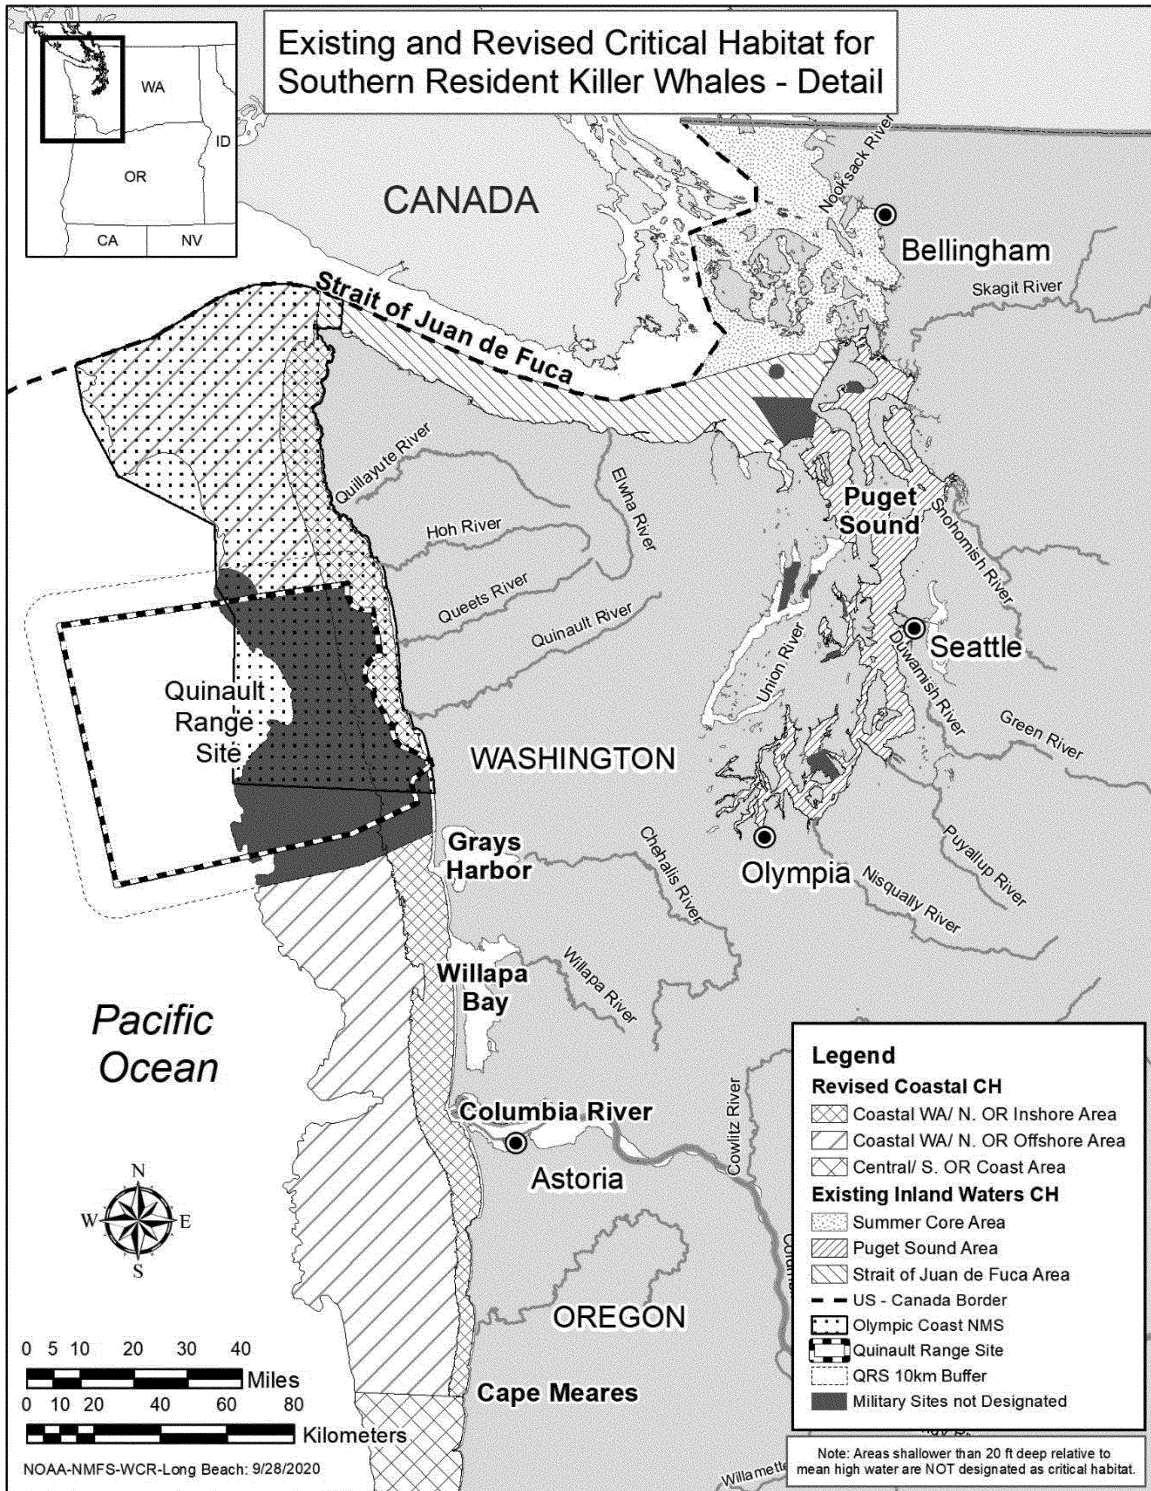 Existing and Revised Critical Habitat for
Southern Resident Killer Whales - Detail
WA
ID
OR
CA
NV
CANADA
Nooksack River
Bellingham
Skagit River
Strait of Juan de Fuca
Quillayute River
Elwha River
Hoh River
Queets River
Quinault River
Puget
Sound
Snohomish River
Union River
Seattle
Duwamish River
Green River
Quinault
Range
Site
WASHINGTON
Grays
Harbor
Chehalis River
Olympia
Nisqually River
Puyallup River
Willapa
Bay
Willapa River
Pacific
Ocean
Columbia River
Astoria
Cowlitz River
OREGON
Cape Meares
Willamette
N
W
E
S
0 5 10 20 30 40
Miles
0 10 20 40 60 80
Kilometers
NOAA-NMFS-WCR-Long Beach: 9/28/2020
Legend
Revised Coastal CH
Coastal WA/ N. OR Inshore Area
Coastal WA/ N. OR Offshore Area
Central/ S. OR Coast Area
Existing Inland Waters CH
Summer Core Area
Puget Sound Area
Strait of Juan de Fuca Area
US - Canada Border
Olympic Coast NMS
Quinault Range Site
QRS 10km Buffer
Military Sites not Designated
Note: Areas shallower than 20 ft deep relative to
mean high water are NOT designated as critical habitat.